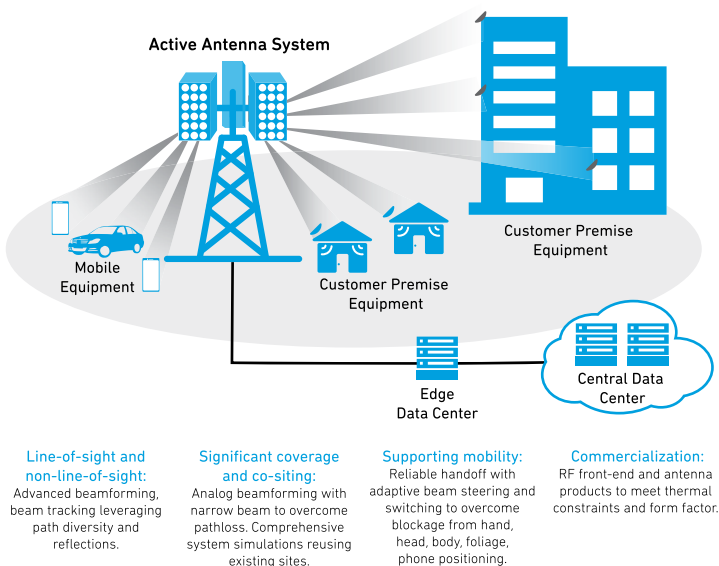 Active Antenna System
Customer Premise
Equipment
Mobile
Equipment
Customer Premise
Equipment
Central Data
Center
Edge
Data Center
Line-of-sight and
non-line-of-sight:
Advanced beamforming,
beam tracking leveraging
path diversity and
reflections.
Significant coverage
and co-siting:
Analog beamforming with
narrow beam to overcome
pathloss. Comprehensive
system simulations reusing
existing sites.
Supporting mobility:
Reliable handoff with
adaptive beam steering and
switching to overcome
blockage from hand,
head, body, foliage,
phone positioning.
Commercialization:
RF front-end and antenna
products to meet thermal
constraints and form factor.